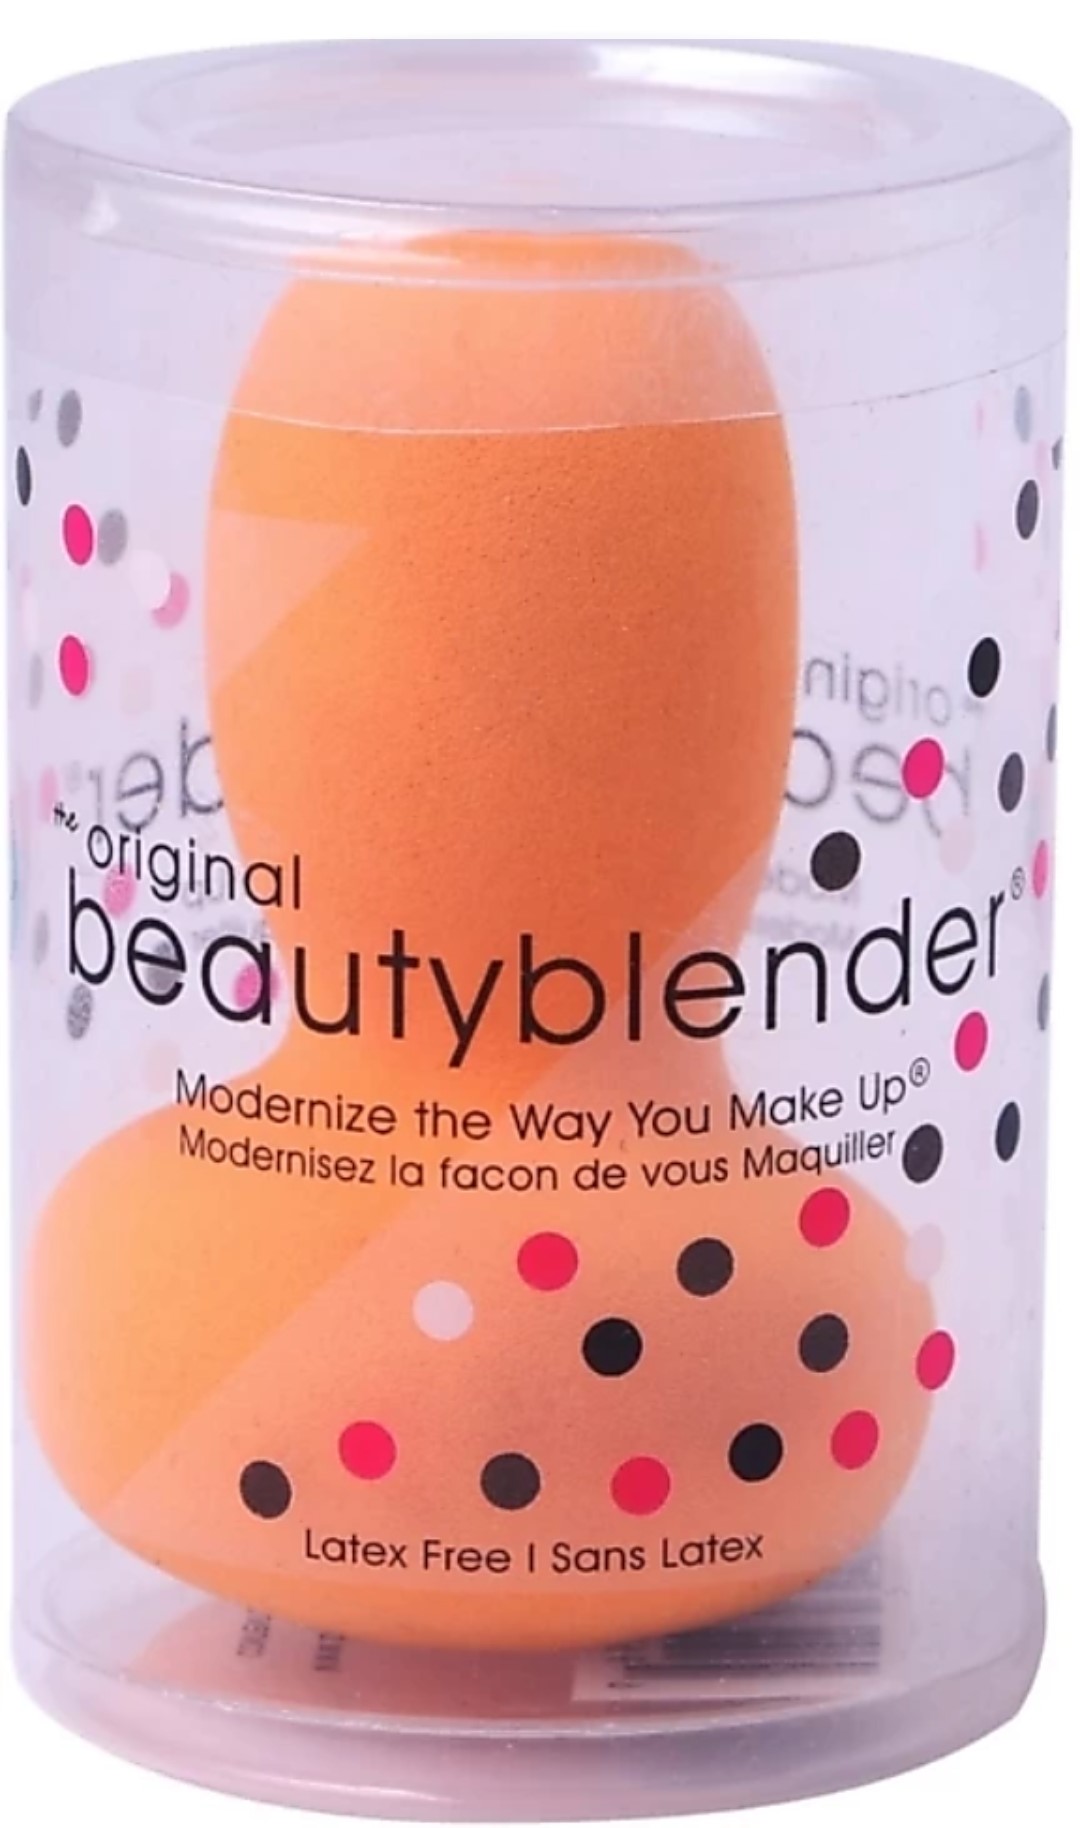 the original
beautyblender®
Modernize the Way You Make Up®
Modernisez la facon de vous Maquiller
Latex Free | Sans Latex